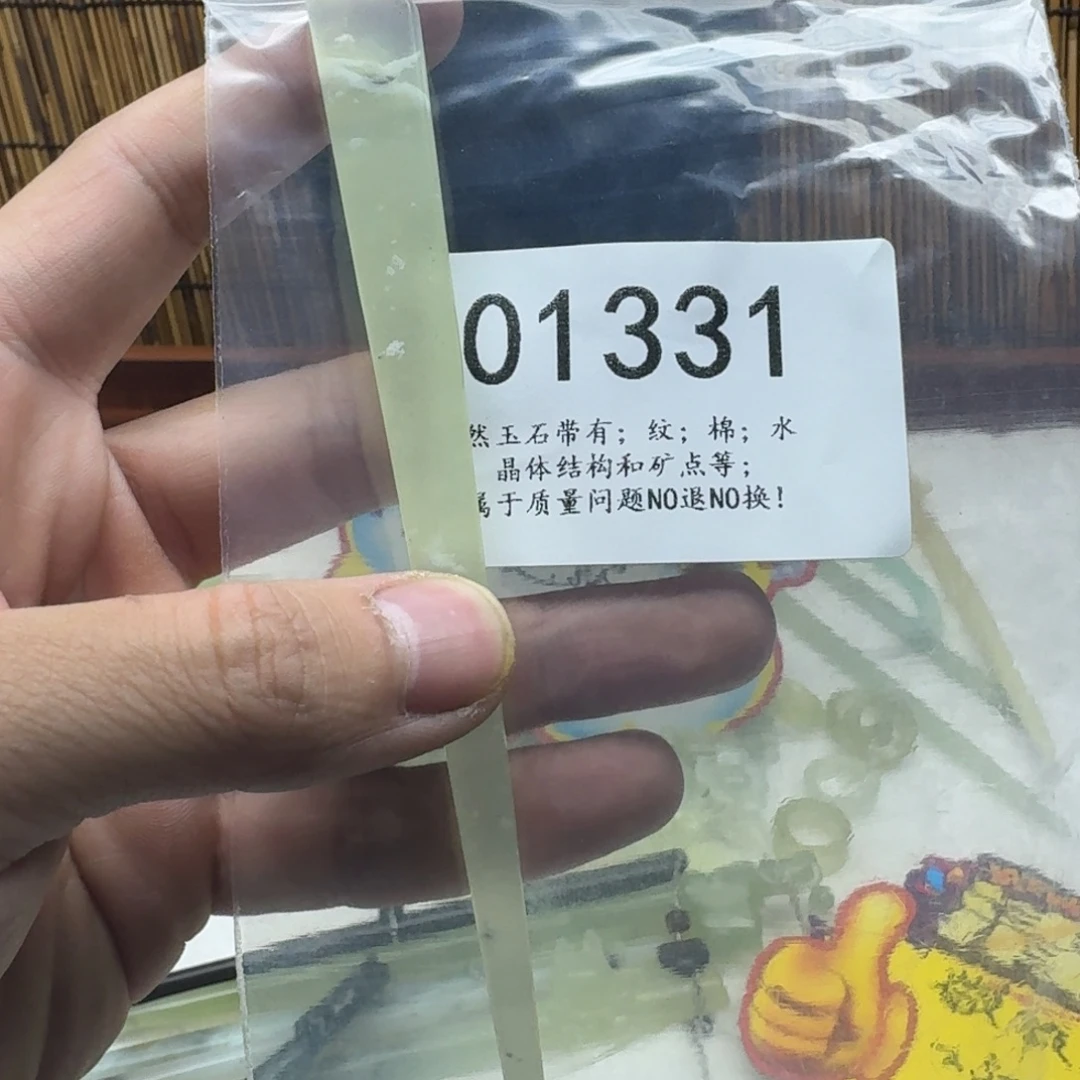 01331
然玉石带有；纹；棉；水
晶体结构和矿点等；
属于质量问题NO退NO换！